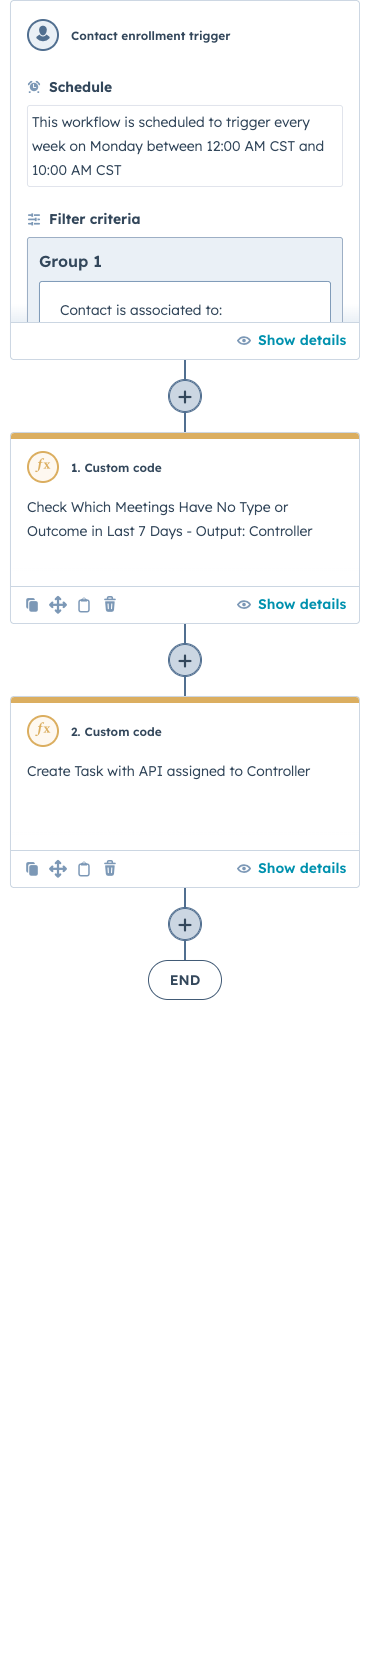 Contact enrollment trigger
Schedule
This workflow is scheduled to trigger every
week on Monday between 12:00 AM CST and
10:00 AM CST
Filter criteria
Group 1
Contact is associated to:
Show details
fx
1. Custom code
Check Which Meetings Have No Type or
Outcome in Last 7 Days - Output: Controller
Show details
fx
2. Custom code
Create Task with API assigned to Controller
Show details
END